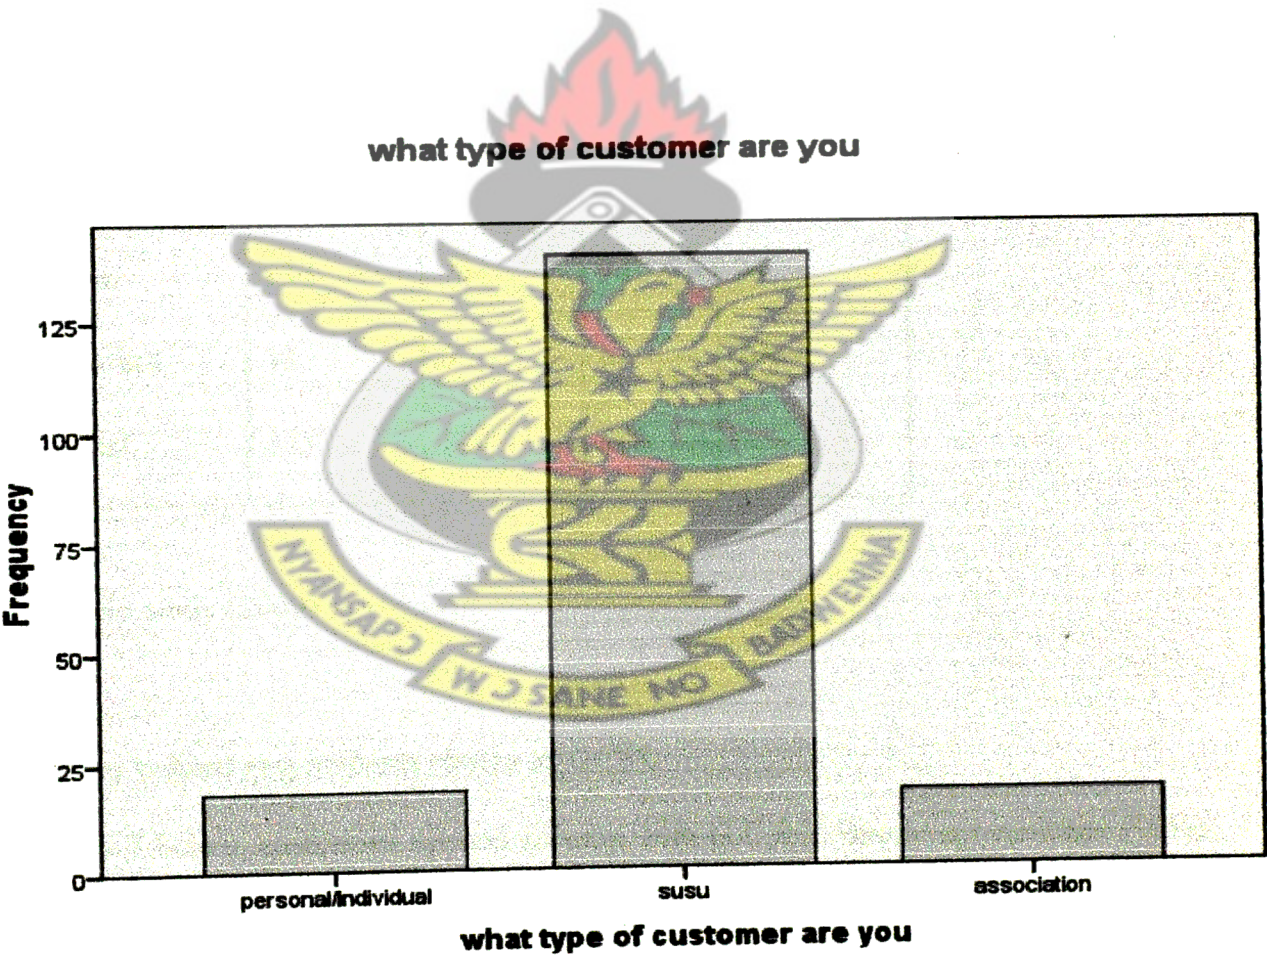 what type of customer are you
125
100
75
50
25
0
Frequency
personal/individual
susu
association
what type of customer are you
NYANSAPƆ
WƆSANE NO
BADWENMA